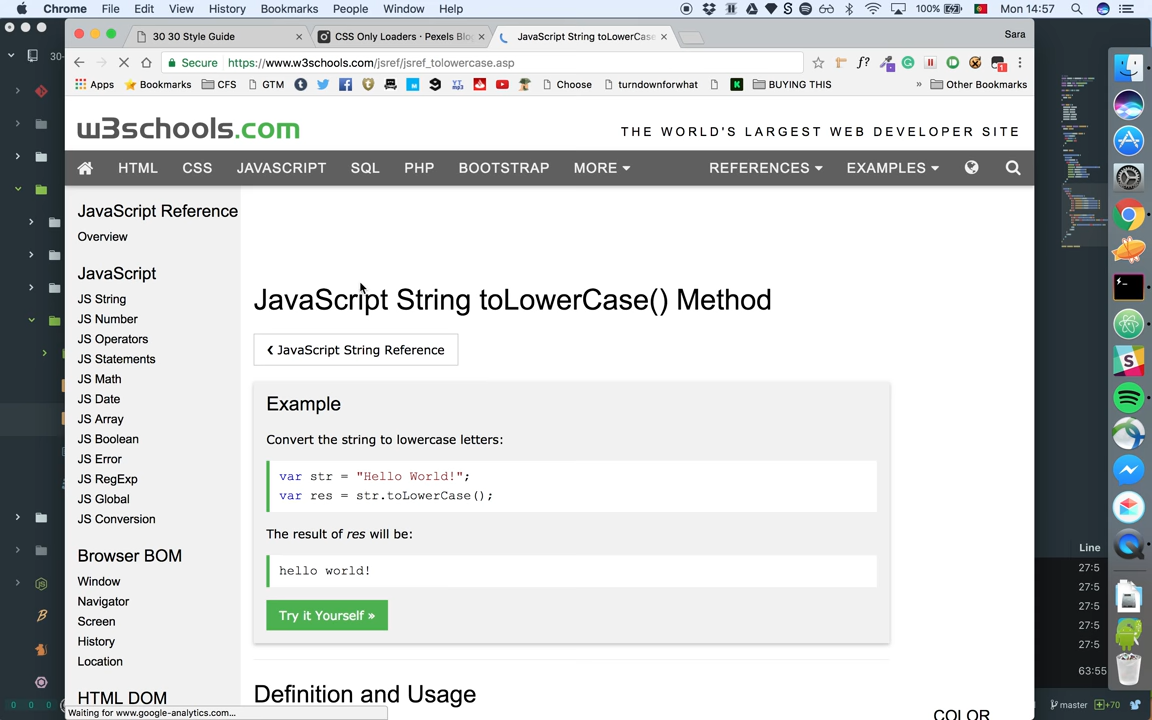 Chrome File Edit View History Bookmarks People Window Help 100% Mon 14:57
30 30 Style Guide
CSS Only Loaders · Pexels Blo
JavaScript String toLowerCase
Sara
Secure https://www.w3schools.com/jsref/jsref_tolowercase.asp
f?
1
Apps Bookmarks CFS GTM Choose turndownforwhat BUYING THIS » Other Bookmarks
30-
w3schools.com
THE WORLD'S LARGEST WEB DEVELOPER SITE
HTML CSS JAVASCRIPT SQL PHP BOOTSTRAP MORE REFERENCES EXAMPLES
JavaScript Reference
Overview
JavaScript
JS String
JS Number
JS Operators
JS Statements
JS Math
JS Date
JS Array
JS Boolean
JS Error
JS RegExp
JS Global
JS Conversion
Browser BOM
Window
Navigator
Screen
History
Location
HTML DOM
JavaScript String toLowerCase() Method
❮ JavaScript String Reference
Example
Convert the string to lowercase letters:
var str = "Hello World!";
var res = str.toLowerCase();
The result of res will be:
hello world!
Try it Yourself »
Definition and Usage
COLOR
Waiting for www.google-analytics.com...
Line
27:5
27:5
27:5
27:5
27:5
63:55
0 0 0
master +70